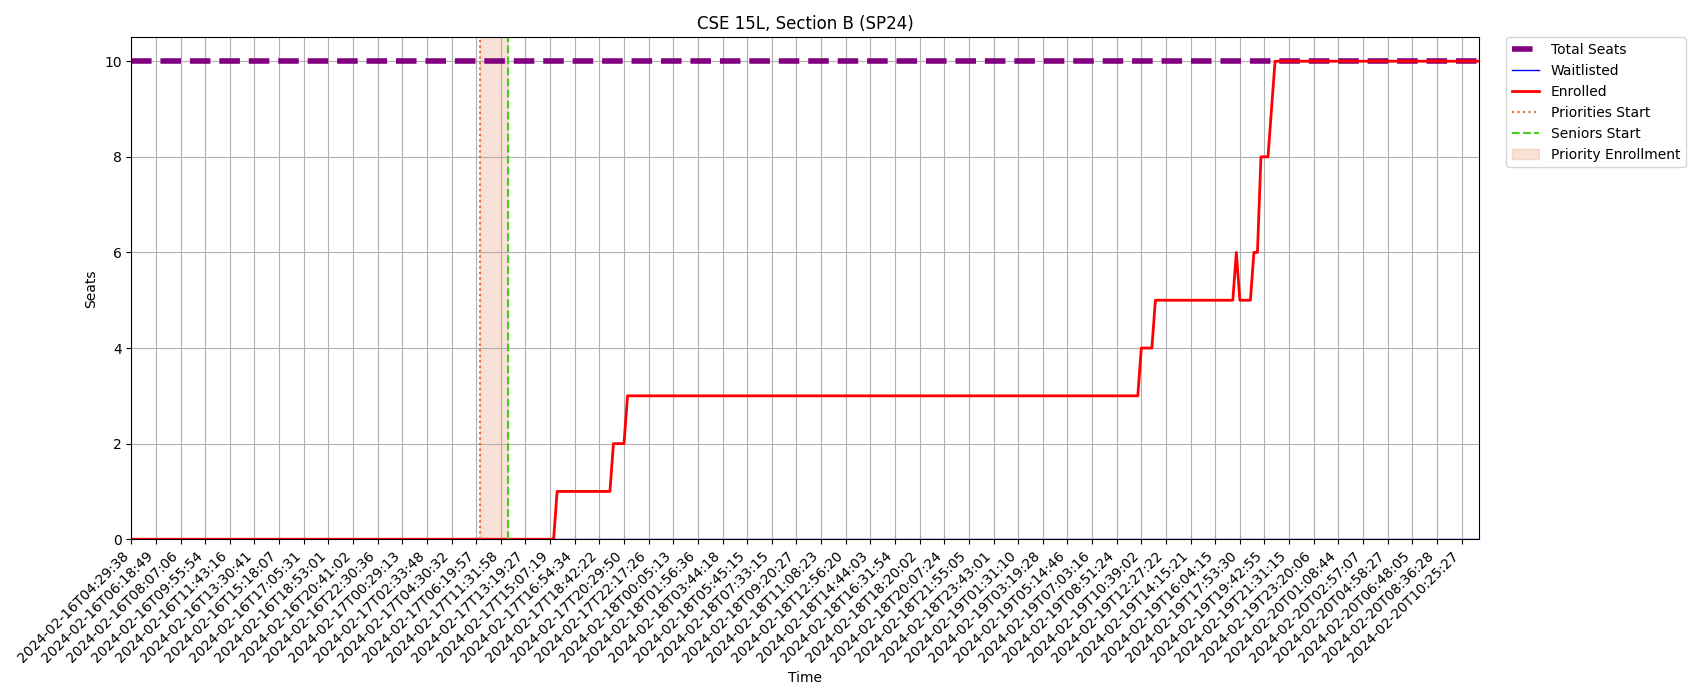 CSE 15L, Section B (SP24)
Total Seats
Waitlisted
Enrolled
Priorities Start
Seniors Start
Priority Enrollment
Seats
10
8
6
4
2
0
2024-02-16T04:29:38
2024-02-16T06:18:49
2024-02-16T08:07:06
2024-02-16T09:55:54
2024-02-16T11:43:16
2024-02-16T13:30:41
2024-02-16T15:18:07
2024-02-16T17:05:31
2024-02-16T18:53:01
2024-02-16T20:41:02
2024-02-16T22:30:36
2024-02-17T00:29:13
2024-02-17T02:33:48
2024-02-17T04:30:32
2024-02-17T06:19:57
2024-02-17T11:31:58
2024-02-17T13:19:27
2024-02-17T15:07:19
2024-02-17T16:54:34
2024-02-17T18:42:22
2024-02-17T20:29:50
2024-02-17T22:17:26
2024-02-18T00:05:13
2024-02-18T01:56:36
2024-02-18T03:44:18
2024-02-18T05:45:15
2024-02-18T07:33:15
2024-02-18T09:20:27
2024-02-18T11:08:23
2024-02-18T12:56:20
2024-02-18T14:44:03
2024-02-18T16:31:54
2024-02-18T18:20:02
2024-02-18T20:07:24
2024-02-18T21:55:05
2024-02-18T23:43:01
2024-02-19T01:31:10
2024-02-19T03:19:28
2024-02-19T05:14:46
2024-02-19T07:03:16
2024-02-19T08:51:24
2024-02-19T10:39:02
2024-02-19T12:27:22
2024-02-19T14:15:21
2024-02-19T16:04:15
2024-02-19T17:53:30
2024-02-19T19:42:55
2024-02-19T21:31:15
2024-02-19T23:20:06
2024-02-20T01:08:44
2024-02-20T02:57:07
2024-02-20T04:58:27
2024-02-20T06:48:05
2024-02-20T08:36:28
2024-02-20T10:25:27
Time